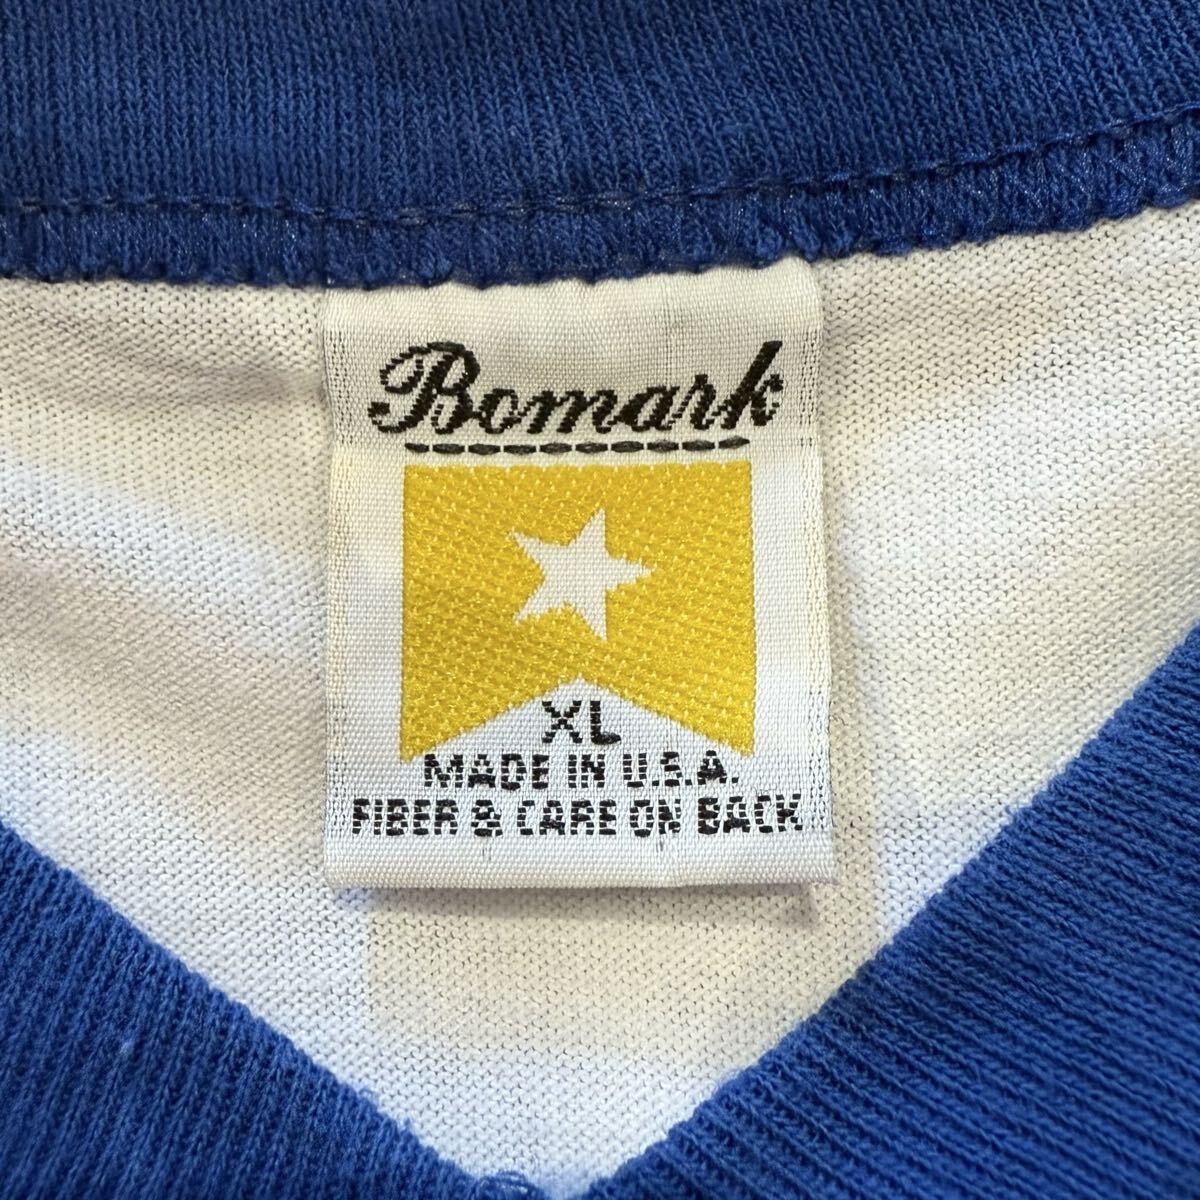 Bomark
XL
MADE IN U.S.A.
FIBER & CARE ON BACK